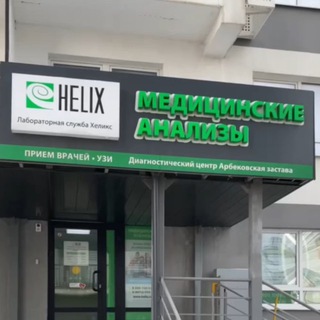 HELIX
Лабораторная служба Хеликс
МЕДИЦИНСКИЕ
АНАЛИЗЫ
ПРИЕМ ВРАЧЕЙ • УЗИ
Диагностический центр Арбековская застава